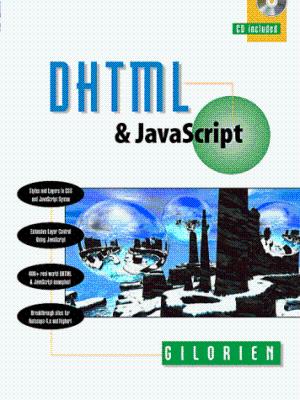 CD included
DHTML
& JavaScript
Styles and Layers in CSS
and JavaScript Syntax
Extensive Layer Control
Using JavaScript
400+ real-world DHTML
& JavaScript examples!
Breakthrough sites for
Netscape 4.x and higher!
GILORIEN